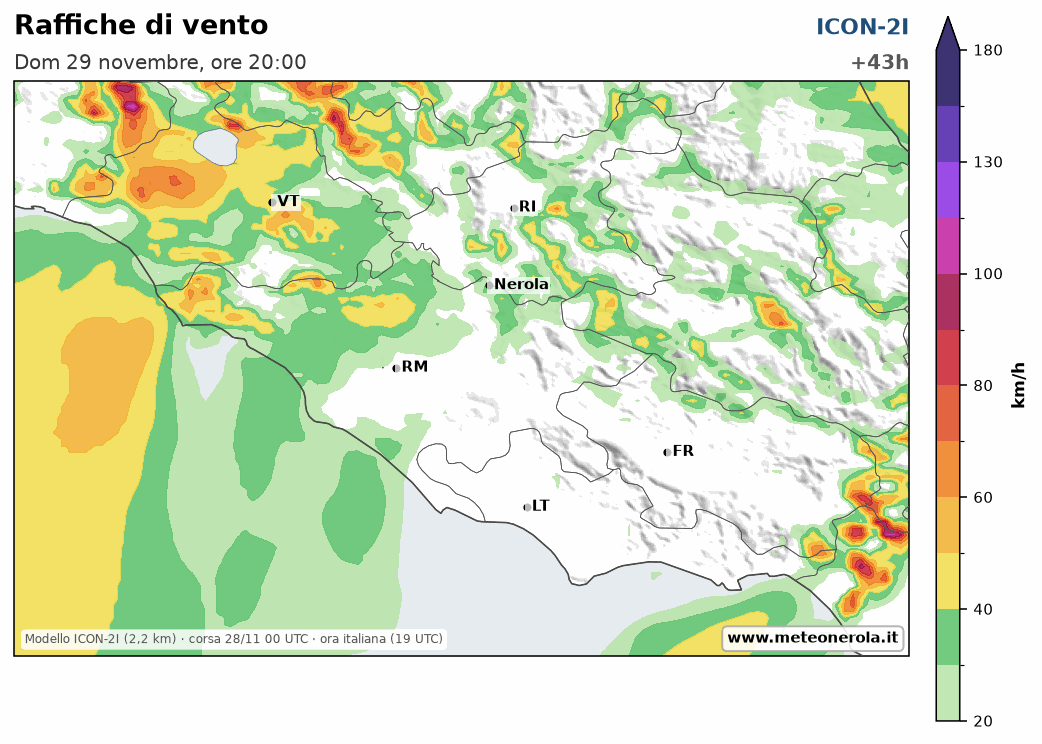 Raffiche di vento
ICON-2I
Dom 29 novembre, ore 20:00
+43h
VT
RI
Nerola
RM
FR
LT
180
130
100
80
60
40
20
km/h
Modello ICON-2I (2,2 km) · corsa 28/11 00 UTC · ora italiana (19 UTC)
www.meteonerola.it